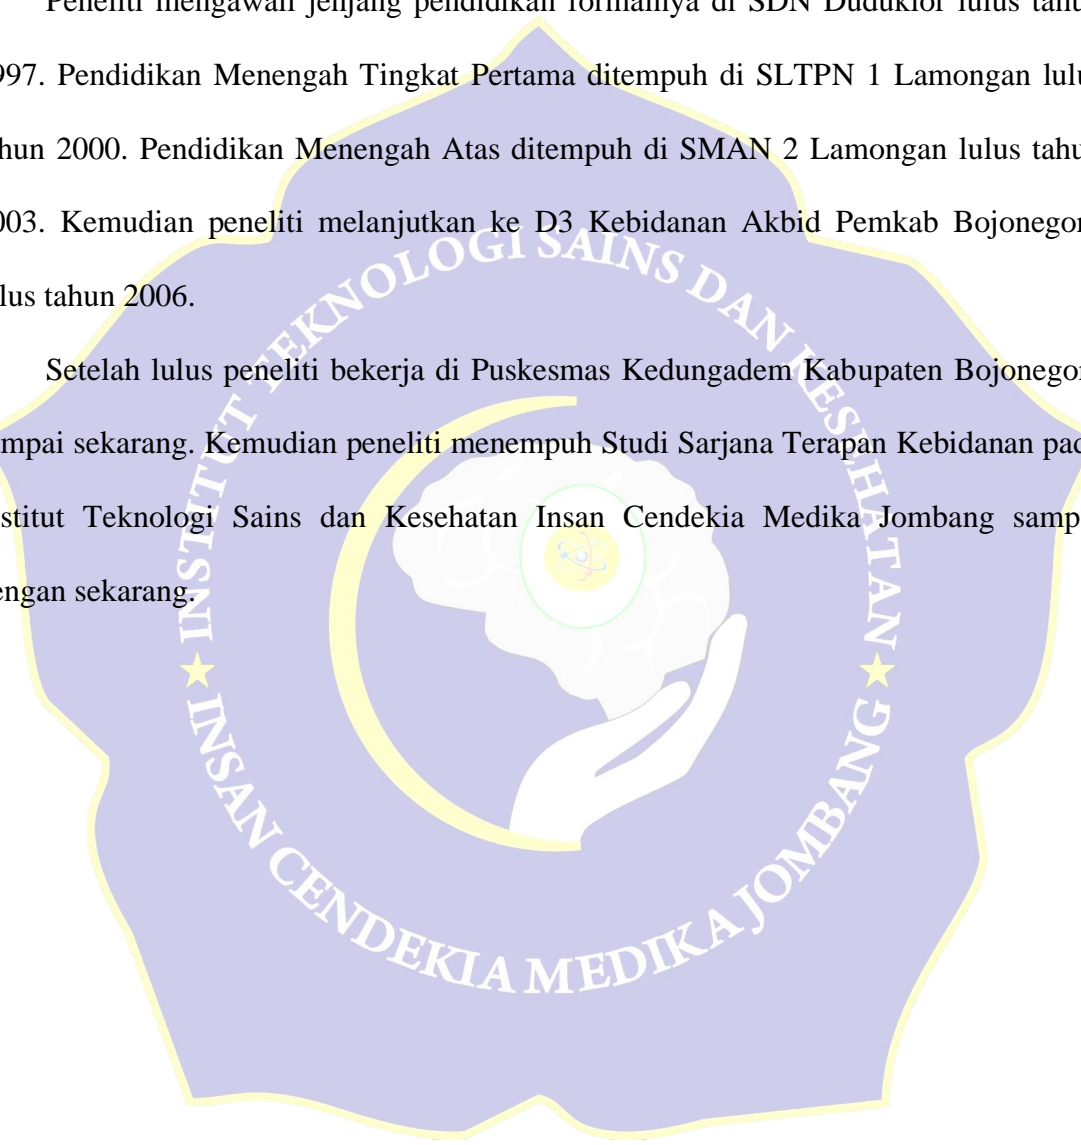 Peneliti mengawali jenjang pendidikan formalnya di SDN Duduklor lulus tahu
997. Pendidikan Menengah Tingkat Pertama ditempuh di SLTPN 1 Lamongan lulu
hun 2000. Pendidikan Menengah Atas ditempuh di SMAN 2 Lamongan lulus tahu
003. Kemudian peneliti melanjutkan ke D3 Kebidanan Akbid Pemkab Bojonegor
lus tahun 2006.
Setelah lulus peneliti bekerja di Puskesmas Kedungadem Kabupaten Bojonegor
mpai sekarang. Kemudian peneliti menempuh Studi Sarjana Terapan Kebidanan pad
stitut Teknologi Sains dan Kesehatan Insan Cendekia Medika Jombang samp
engan sekarang.
INSTITUT TEKNOLOGI SAINS DAN KESEHATAN
INSAN CENDEKIA MEDIKA JOMBANG